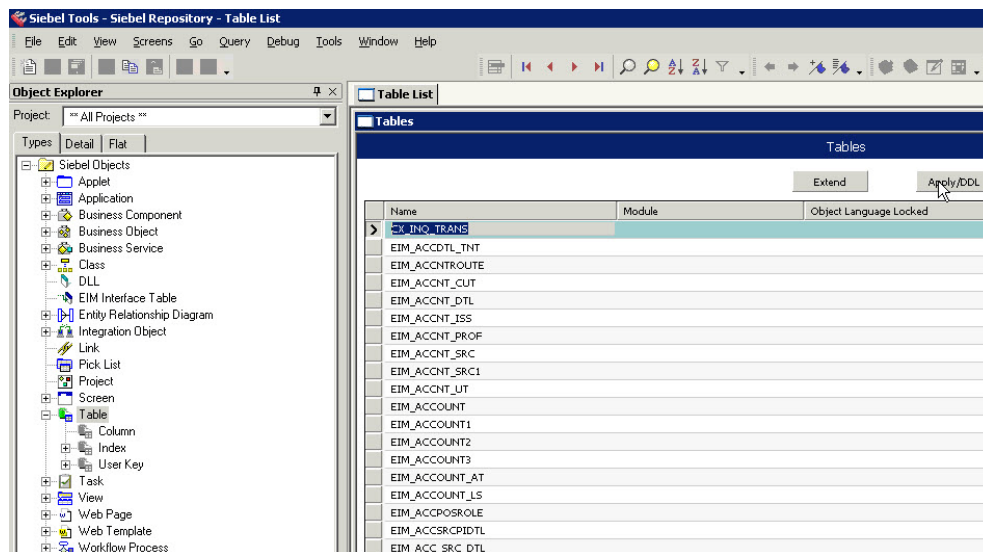 Siebel Tools - Siebel Repository - Table List
File Edit View Screens Go Query Debug Tools Window Help
Object Explorer
Project: ** All Projects **
Types Detail Flat
Siebel Objects
Applet
Application
Business Component
Business Object
Business Service
Class
DLL
EIM Interface Table
Entity Relationship Diagram
Integration Object
Link
Pick List
Project
Screen
Table
Column
Index
User Key
Task
View
Web Page
Web Template
Workflow Process
Table List
Tables
Tables
Extend Apply/DDL
Name Module Object Language Locked
CX_INQ_TRANS
EIM_ACCDTL_TNT
EIM_ACCNTROUTE
EIM_ACCNT_CUT
EIM_ACCNT_DTL
EIM_ACCNT_ISS
EIM_ACCNT_PROF
EIM_ACCNT_SRC
EIM_ACCNT_SRC1
EIM_ACCNT_UT
EIM_ACCOUNT
EIM_ACCOUNT1
EIM_ACCOUNT2
EIM_ACCOUNT3
EIM_ACCOUNT_AT
EIM_ACCOUNT_LS
EIM_ACCPOSROLE
EIM_ACCSRCPIDTL
EIM_ACC_SRC_DTL